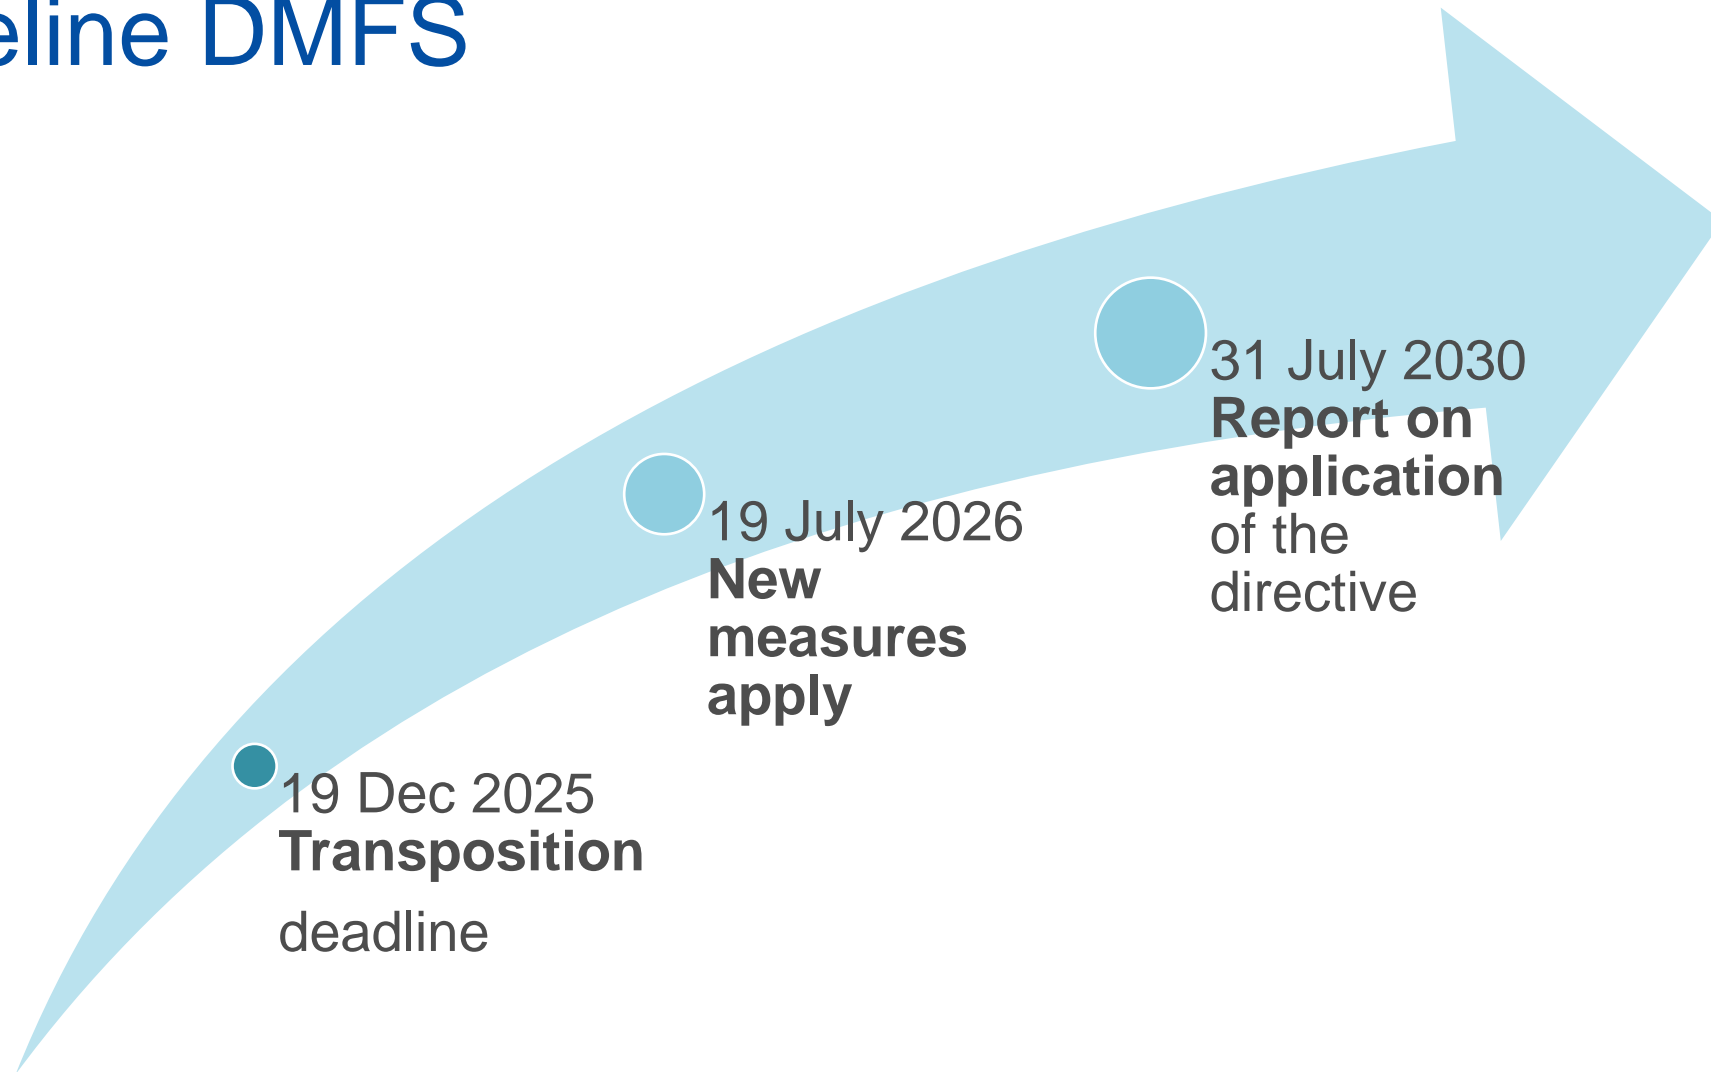 eline DMFS
31 July 2030
Report on
application
of the
directive
19 July 2026
New
measures
apply
19 Dec 2025
Transposition
deadline